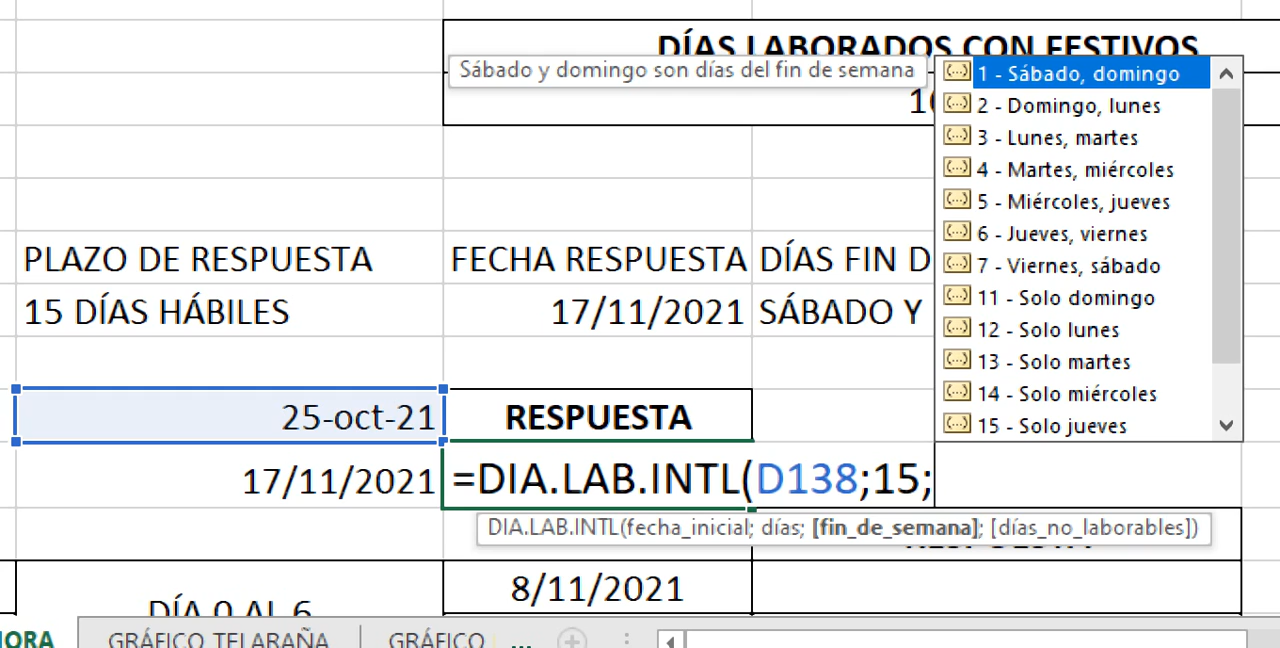 DÍAS LABORADOS CON FESTIVOS
Sábado y domingo son días del fin de semana
1 - Sábado, domingo
2 - Domingo, lunes
3 - Lunes, martes
4 - Martes, miércoles
5 - Miércoles, jueves
6 - Jueves, viernes
7 - Viernes, sábado
11 - Solo domingo
12 - Solo lunes
13 - Solo martes
14 - Solo miércoles
15 - Solo jueves
PLAZO DE RESPUESTA FECHA RESPUESTA DÍAS FIN D
15 DÍAS HÁBILES 17/11/2021 SÁBADO Y
25-oct-21 RESPUESTA
17/11/2021 =DIA.LAB.INTL(D138;15;
DIA.LAB.INTL(fecha_inicial; días; [fin_de_semana]; [días_no_laborables])
8/11/2021
DÍA 0 AL 6
GRÁFICO TELARAÑA GRÁFICO ...